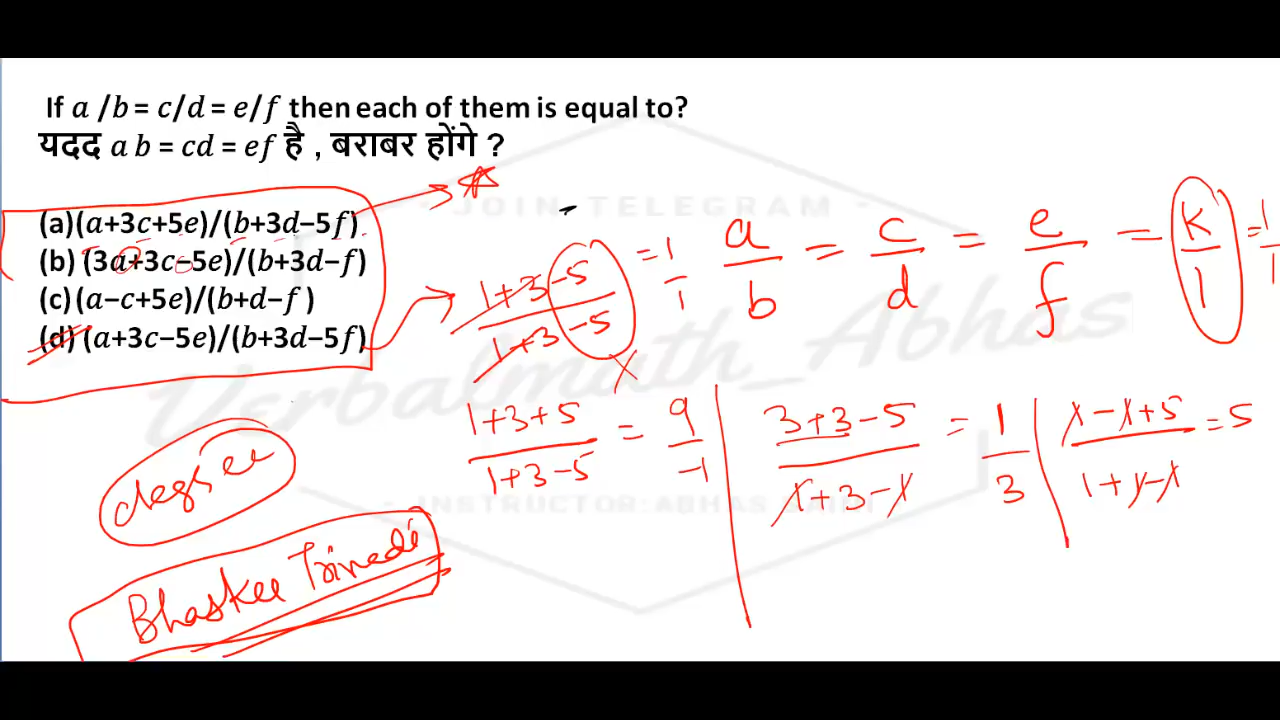 If a /b = c/d = e/f then each of them is equal to?
यदद a b = cd = ef है , बराबर होंगे ?
(a)(a+3c+5e)/(b+3d−5f)
(b) (3a+3c−5e)/(b+3d−f)
(c) (a−c+5e)/(b+d−f )
(d) (a+3c−5e)/(b+3d−5f)
JOIN TELEGRAM
1+3-5/1+3-5 = 1/1
a/b = c/d = e/f = k/1 = 1/1
Verbalmath_Abhas
1+3+5/1+3-5 = 9/-1
3+3-5/1+3-1 = 1/3
1-1+5/1+1-1 = 5
INSTRUCTOR:ABHAS SAINI
degree
Bhasker Trivedi